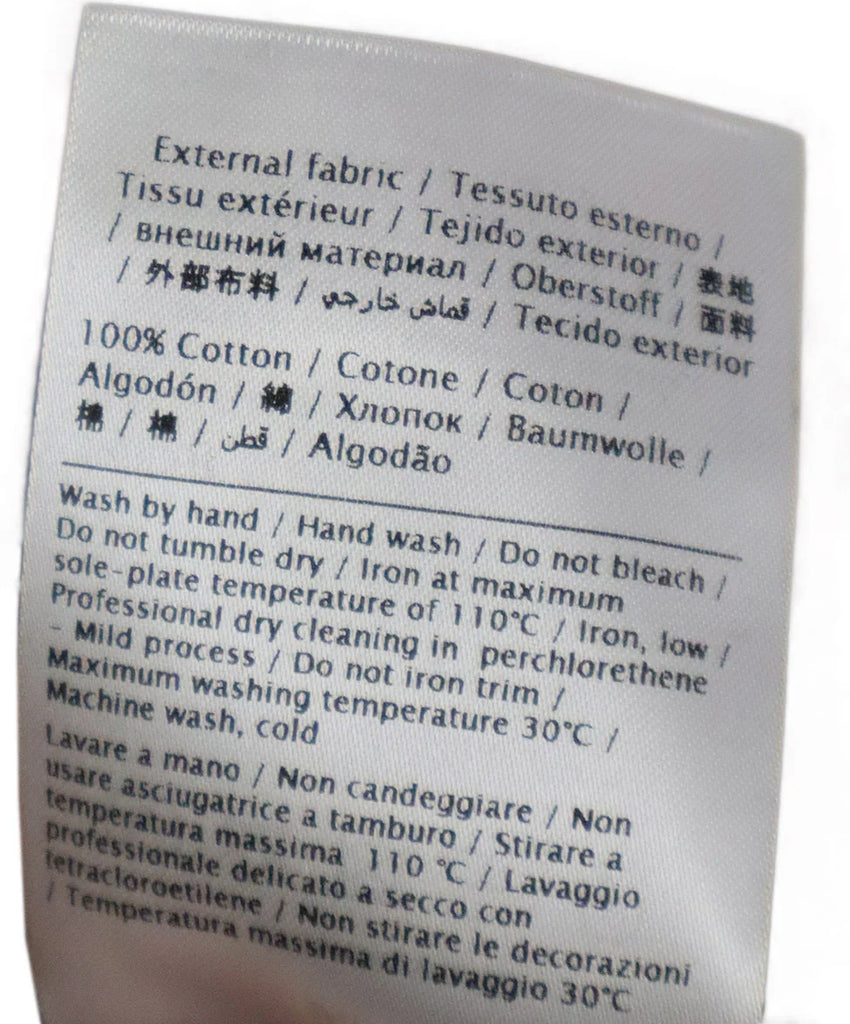 External fabric / Tessuto esterno /
Tissu extérieur / Tejido exterior / 表地
/ внешний материал / Oberstoff / 面料
/ 外部布料 / قماش خارجي / Tecido exterior
100% Cotton / Cotone / Coton /
Algodón / 綿 / Хлопок / Baumwolle /
棉 / 棉 / قطن / Algodão
Wash by hand / Hand wash / Do not bleach /
Do not tumble dry / Iron at maximum
sole-plate temperature of 110°C / Iron, low /
Professional dry cleaning in perchlorethene
- Mild process / Do not iron trim /
Maximum washing temperature 30°C /
Machine wash, cold
Lavare a mano / Non candeggiare / Non
usare asciugatrice a tamburo / Stirare a
temperatura massima 110 °C / Lavaggio
professionale delicato a secco con
tetracloroetilene / Non stirare le decorazioni
/ Temperatura massima di lavaggio 30°C